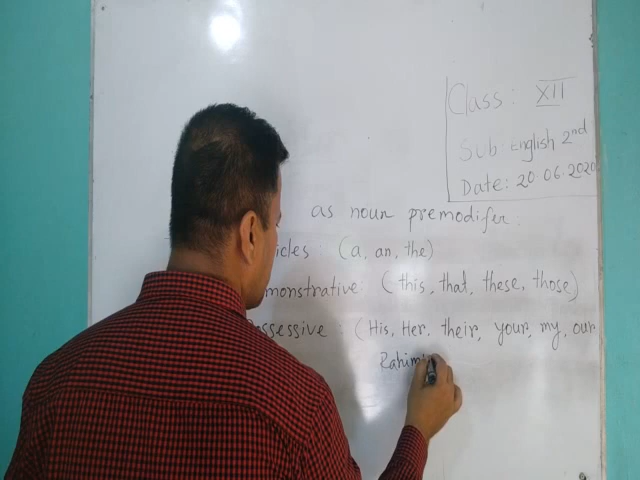 Class: XII
Sub: English 2nd
Date: 20.06.2020
as noun premodifer.
icles: (a, an, the)
monstrative (this, that, these, those)
ssessive: (His, Her, their, your, my, our
Rahim